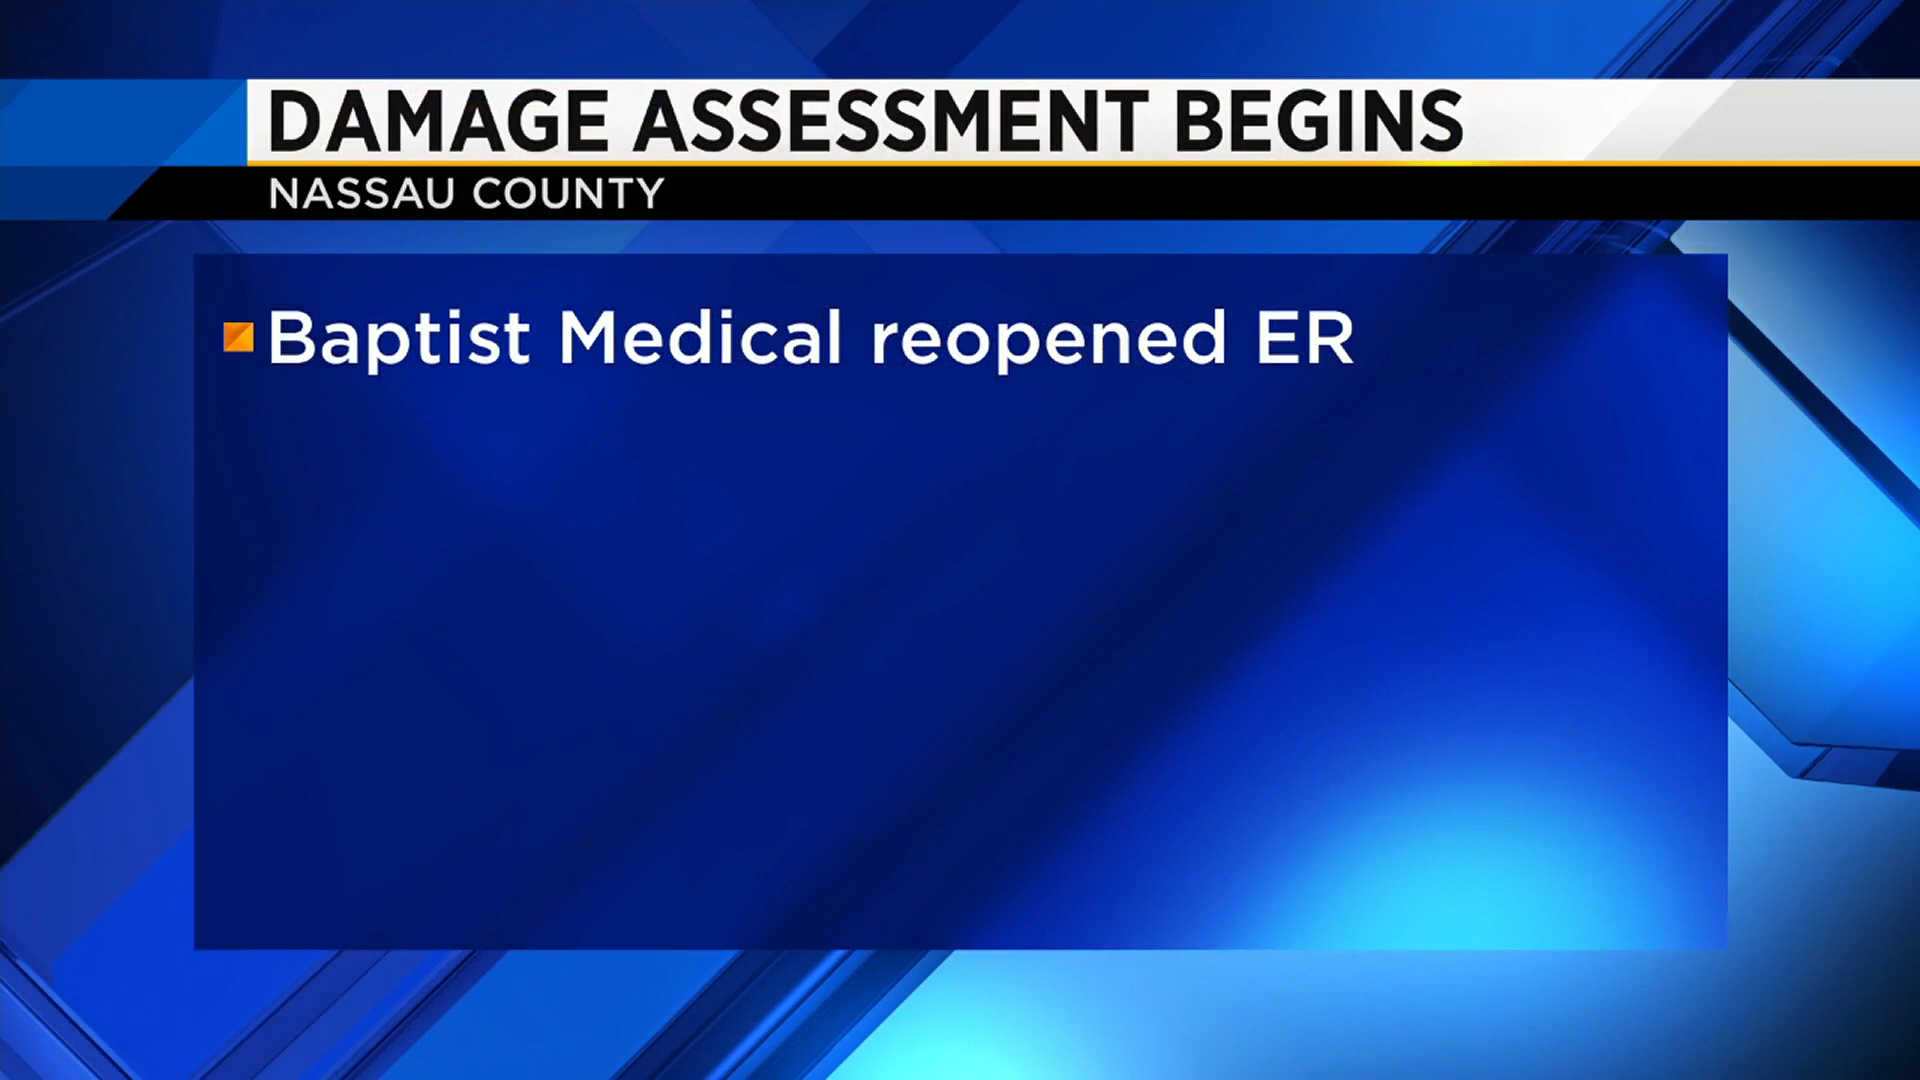 DAMAGE ASSESSMENT BEGINS
NASSAU COUNTY
Baptist Medical reopened ER